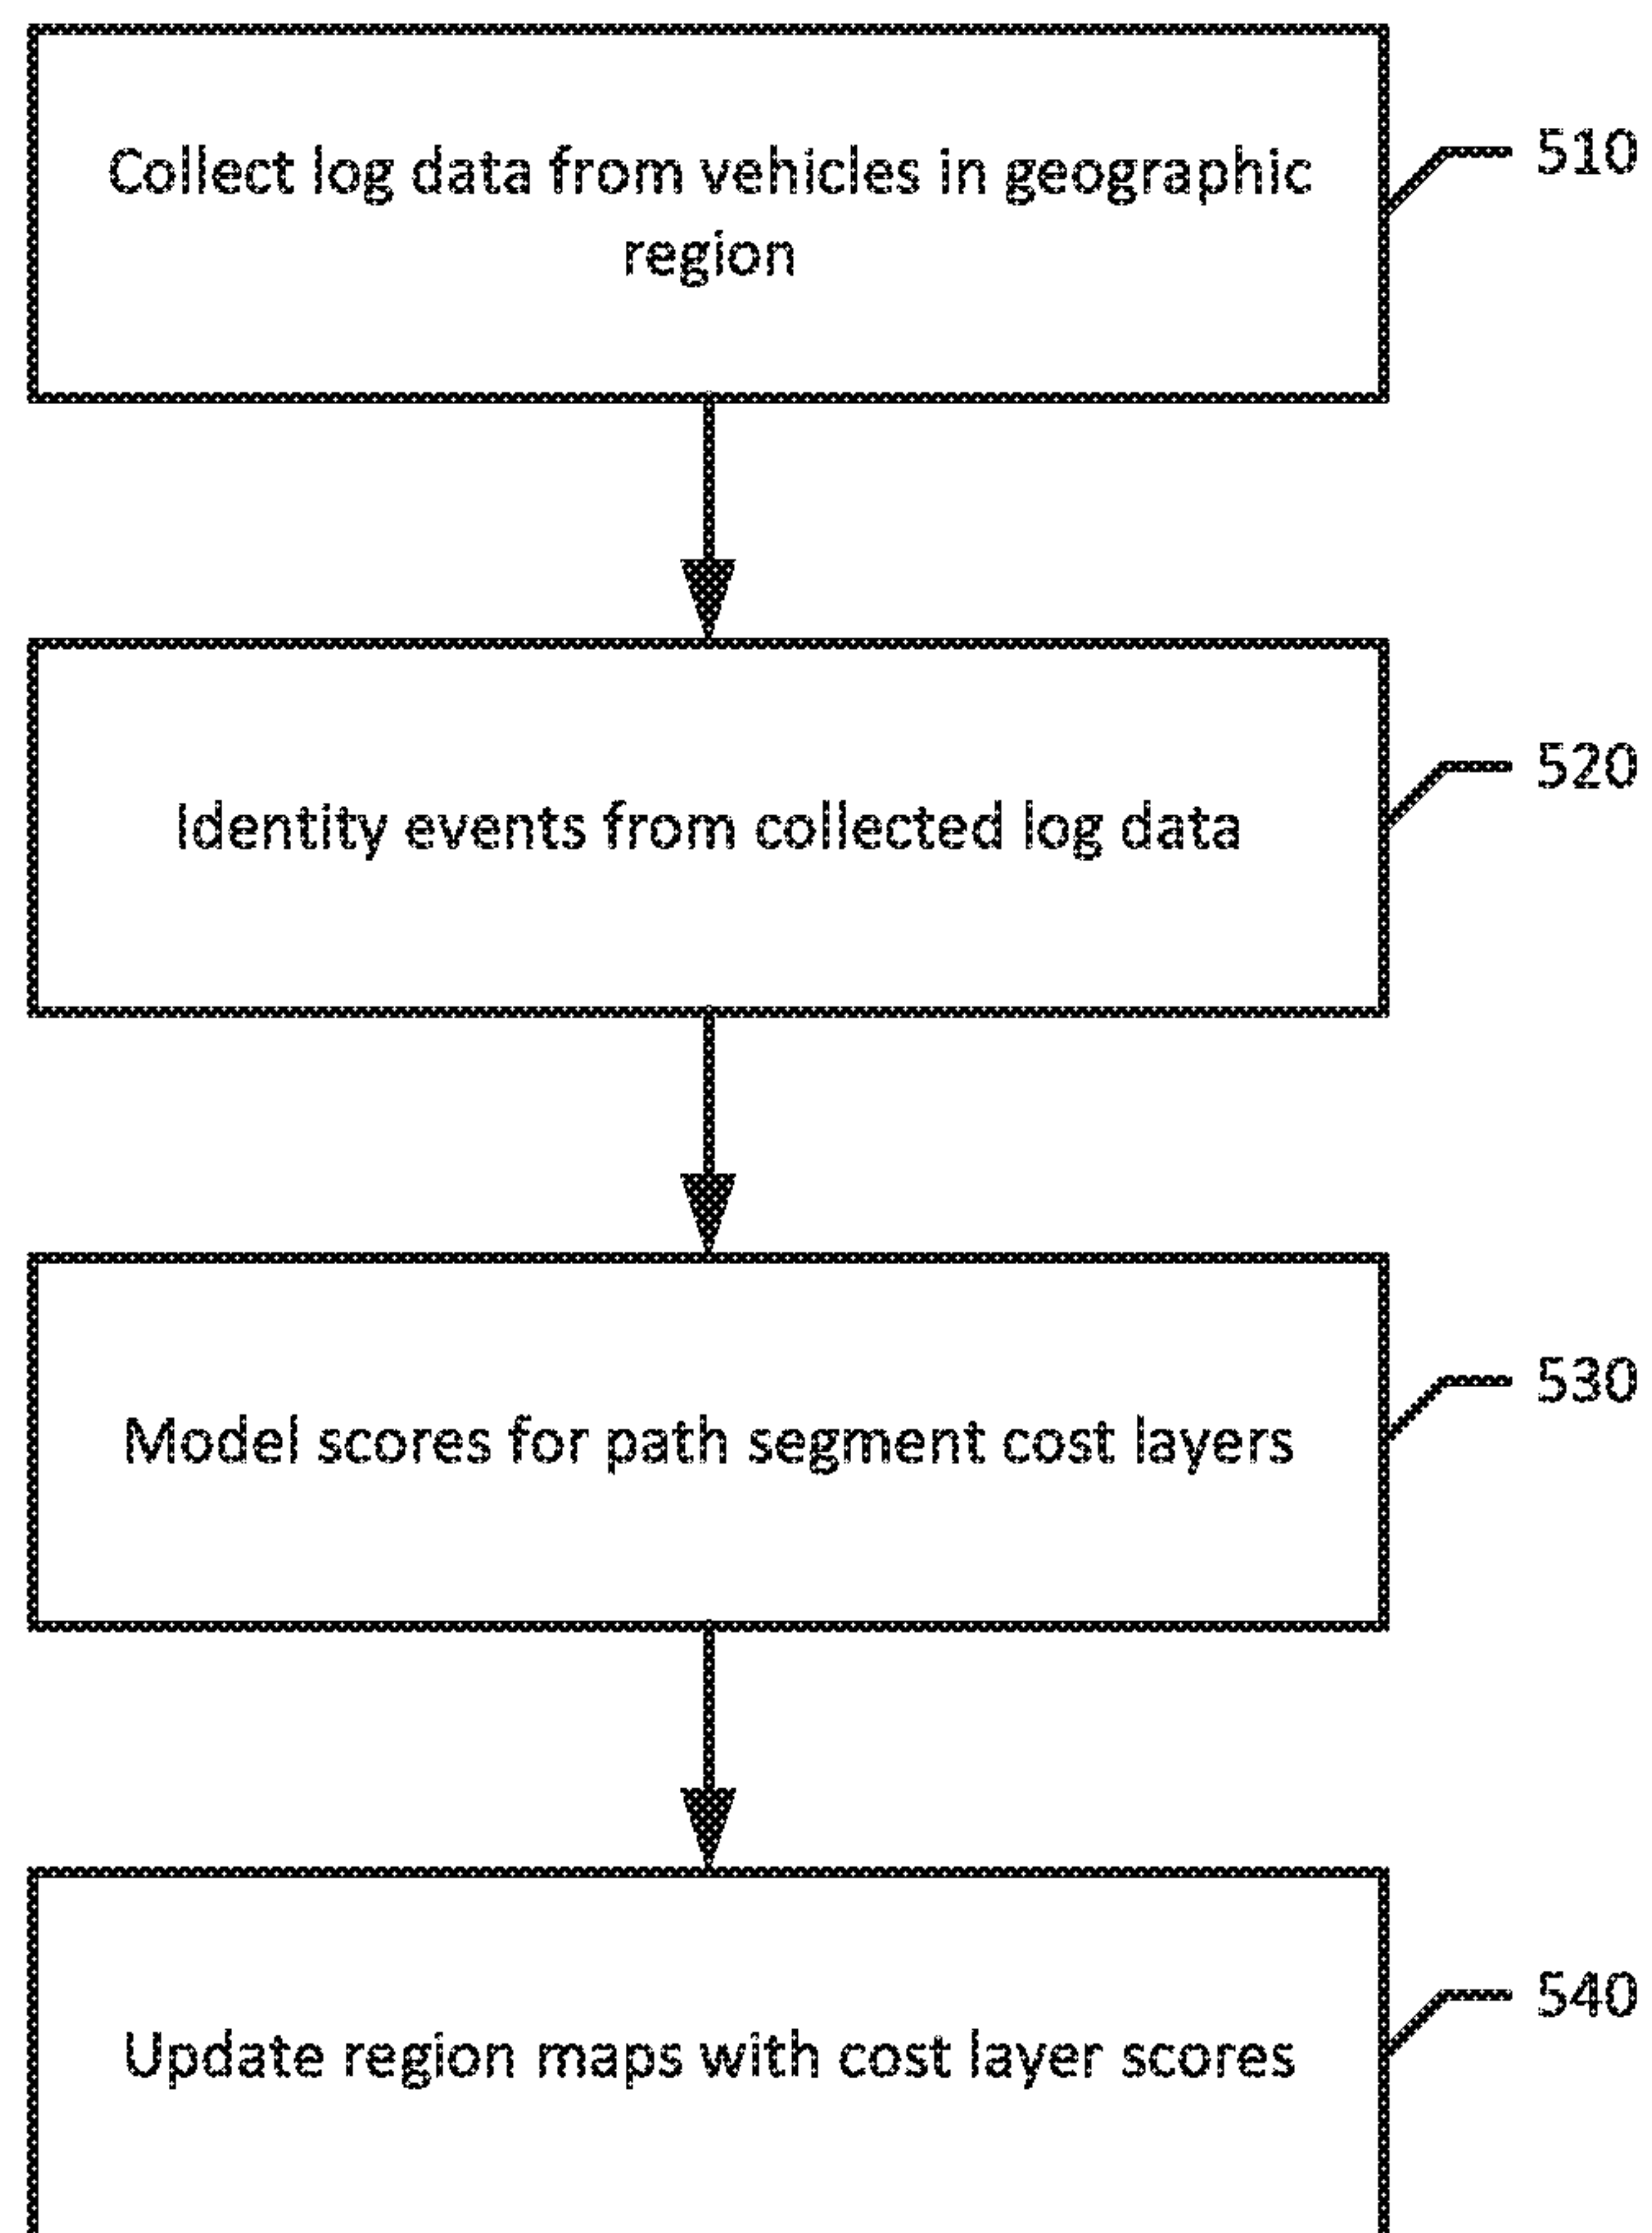 Collect log data from vehicles in geographic
region
510
Identity events from collected log data
520
Model scores for path segment cost layers
530
Update region maps with cost layer scores
540